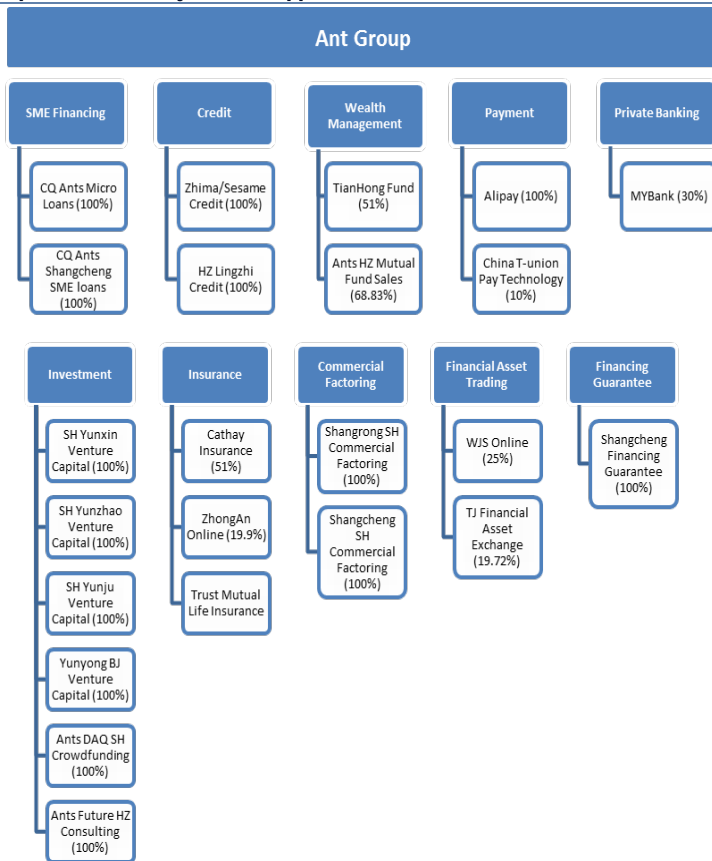 Ant Group
SME Financing
CQ Ants Micro
Loans (100%)
CQ Ants
Shangcheng
SME loans
(100%)
Credit
Zhima/Sesame
Credit (100%)
HZ Lingzhi
Credit (100%)
Wealth
Management
TianHong Fund
(51%)
Ants HZ Mutual
Fund Sales
(68.83%)
Payment
Alipay (100%)
China T-union
Pay Technology
(10%)
Private Banking
MYBank (30%)
Investment
SH Yunxin
Venture
Capital (100%)
SH Yunzhao
Venture
Capital (100%)
SH Yunju
Venture
Capital (100%)
Yunyong BJ
Venture
Capital (100%)
Ants DAQ SH
Crowdfunding
(100%)
Ants Future HZ
Consulting
(100%)
Insurance
Cathay
Insurance
(51%)
ZhongAn
Online (19.9%)
Trust Mutual
Life Insurance
Commercial
Factoring
Shangrong SH
Commercial
Factoring
(100%)
Shangcheng
SH
Commercial
Factoring
(100%)
Financial Asset
Trading
WJS Online
(25%)
TJ Financial
Asset
Exchange
(19.72%)
Financing
Guarantee
Shangcheng
Financing
Guarantee
(100%)